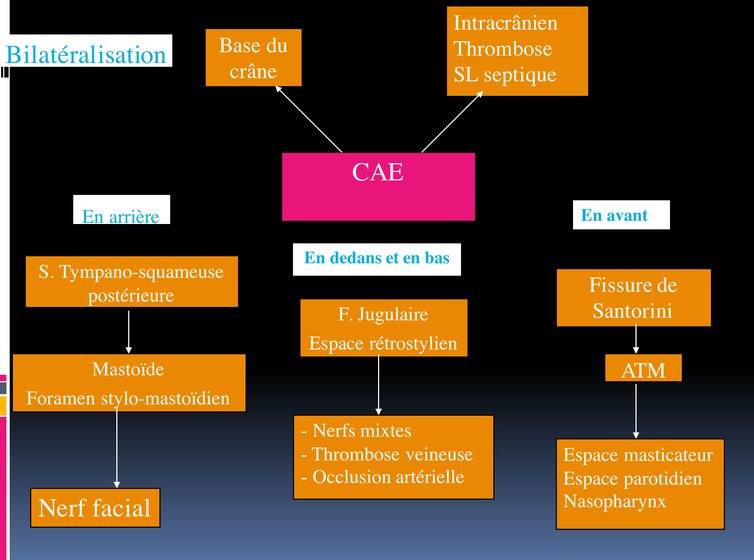 Bilatéralisation
Base du
crâne
Intracrânien
Thrombose
SL septique
CAE
En arrière
En dedans et en bas
En avant
S. Tympano-squameuse
postérieure
F. Jugulaire
Espace rétrostylien
Fissure de
Santorini
Mastoïde
Foramen stylo-mastoïdien
ATM
- Nerfs mixtes
- Thrombose veineuse
- Occlusion artérielle
Espace masticateur
Espace parotidien
Nasopharynx
Nerf facial